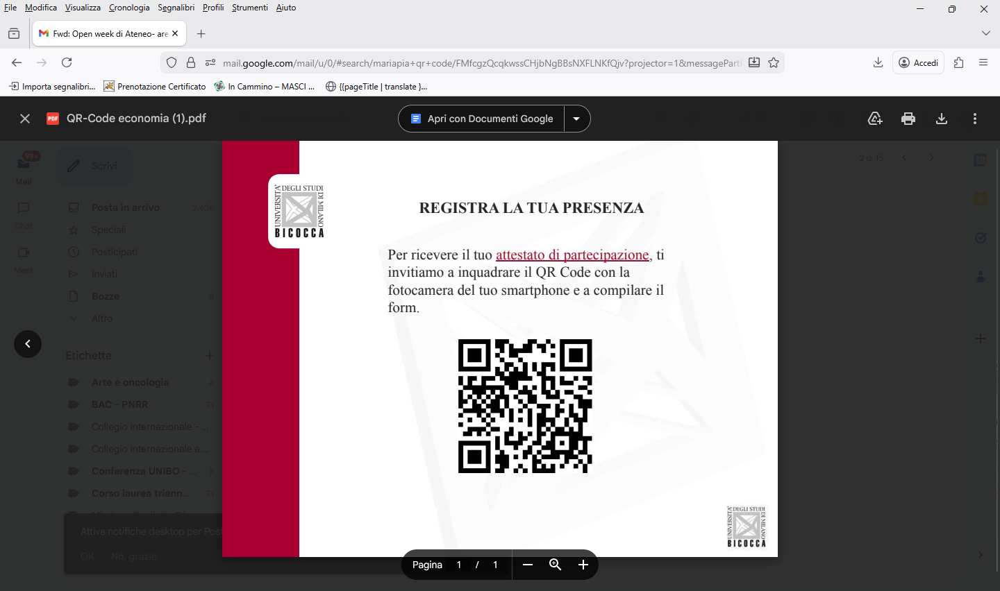 File Modifica Visualizza Cronologia Segnalibri Profili Strumenti Aiuto
Fwd: Open week di Ateneo- are
mail.google.com/mail/u/0/#search/mariapia+qr+code/FMfcgzQcqkwssCHjbNgBBsNXFLNKfQjv?projector=1&messagePartI
Accedi
Importa segnalibri... Prenotazione Certificato In Cammino – MASCI ... {{pageTitle | translate }...
PDF QR-Code economia (1).pdf
Apri con Documenti Google
99+
Mail
Chat
Meet
Scrivi
2 di 15
Posta in arrivo 2.406
Speciali
Posticipati
Inviati
Bozze 5
Altro
Etichette
Arte e oncologia 4
BAC - PNRR 71
Collegio Internazionale - ...
Collegio Internazionale a...
Conferenza UNIBO - ... 3
Corso laurea trienn... 71
Attiva notifiche desktop per Post
OK No, grazie
UNIVERSITA' DEGLI STUDI DI MILANO
BICOCCA
REGISTRA LA TUA PRESENZA
Per ricevere il tuo attestato di partecipazione, ti
invitiamo a inquadrare il QR Code con la
fotocamera del tuo smartphone e a compilare il
form.
UNIVERSITA' DEGLI STUDI DI MILANO
BICOCCA
Pagina 1 / 1